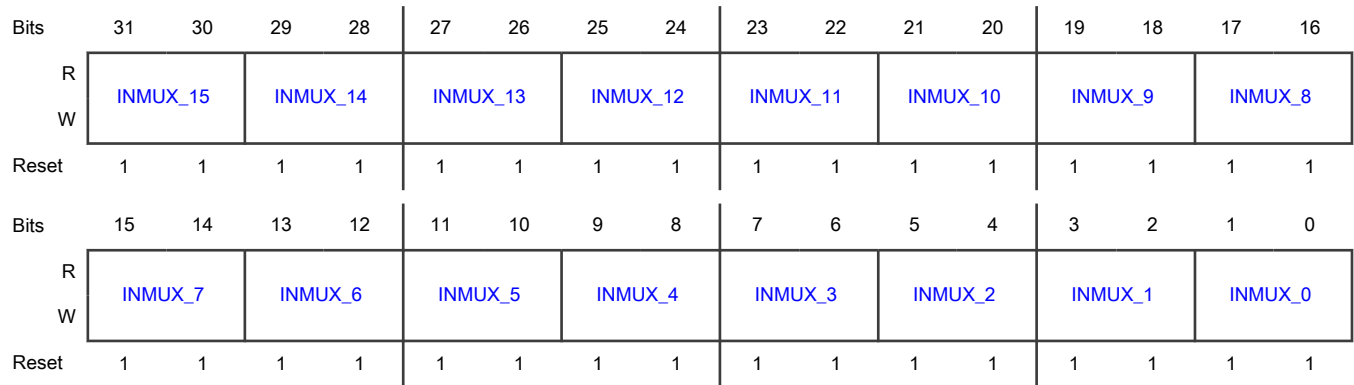 Bits 31 30 29 28 27 26 25 24 23 22 21 20 19 18 17 16
R
INMUX_15 INMUX_14 INMUX_13 INMUX_12 INMUX_11 INMUX_10 INMUX_9 INMUX_8
W
Reset 1 1 1 1 1 1 1 1 1 1 1 1 1 1 1 1
Bits 15 14 13 12 11 10 9 8 7 6 5 4 3 2 1 0
R
INMUX_7 INMUX_6 INMUX_5 INMUX_4 INMUX_3 INMUX_2 INMUX_1 INMUX_0
W
Reset 1 1 1 1 1 1 1 1 1 1 1 1 1 1 1 1